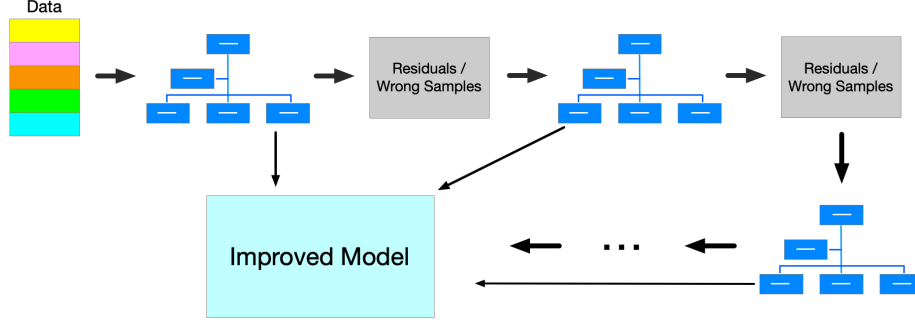 Data
Residuals /
Wrong Samples
Residuals /
Wrong Samples
Improved Model
...